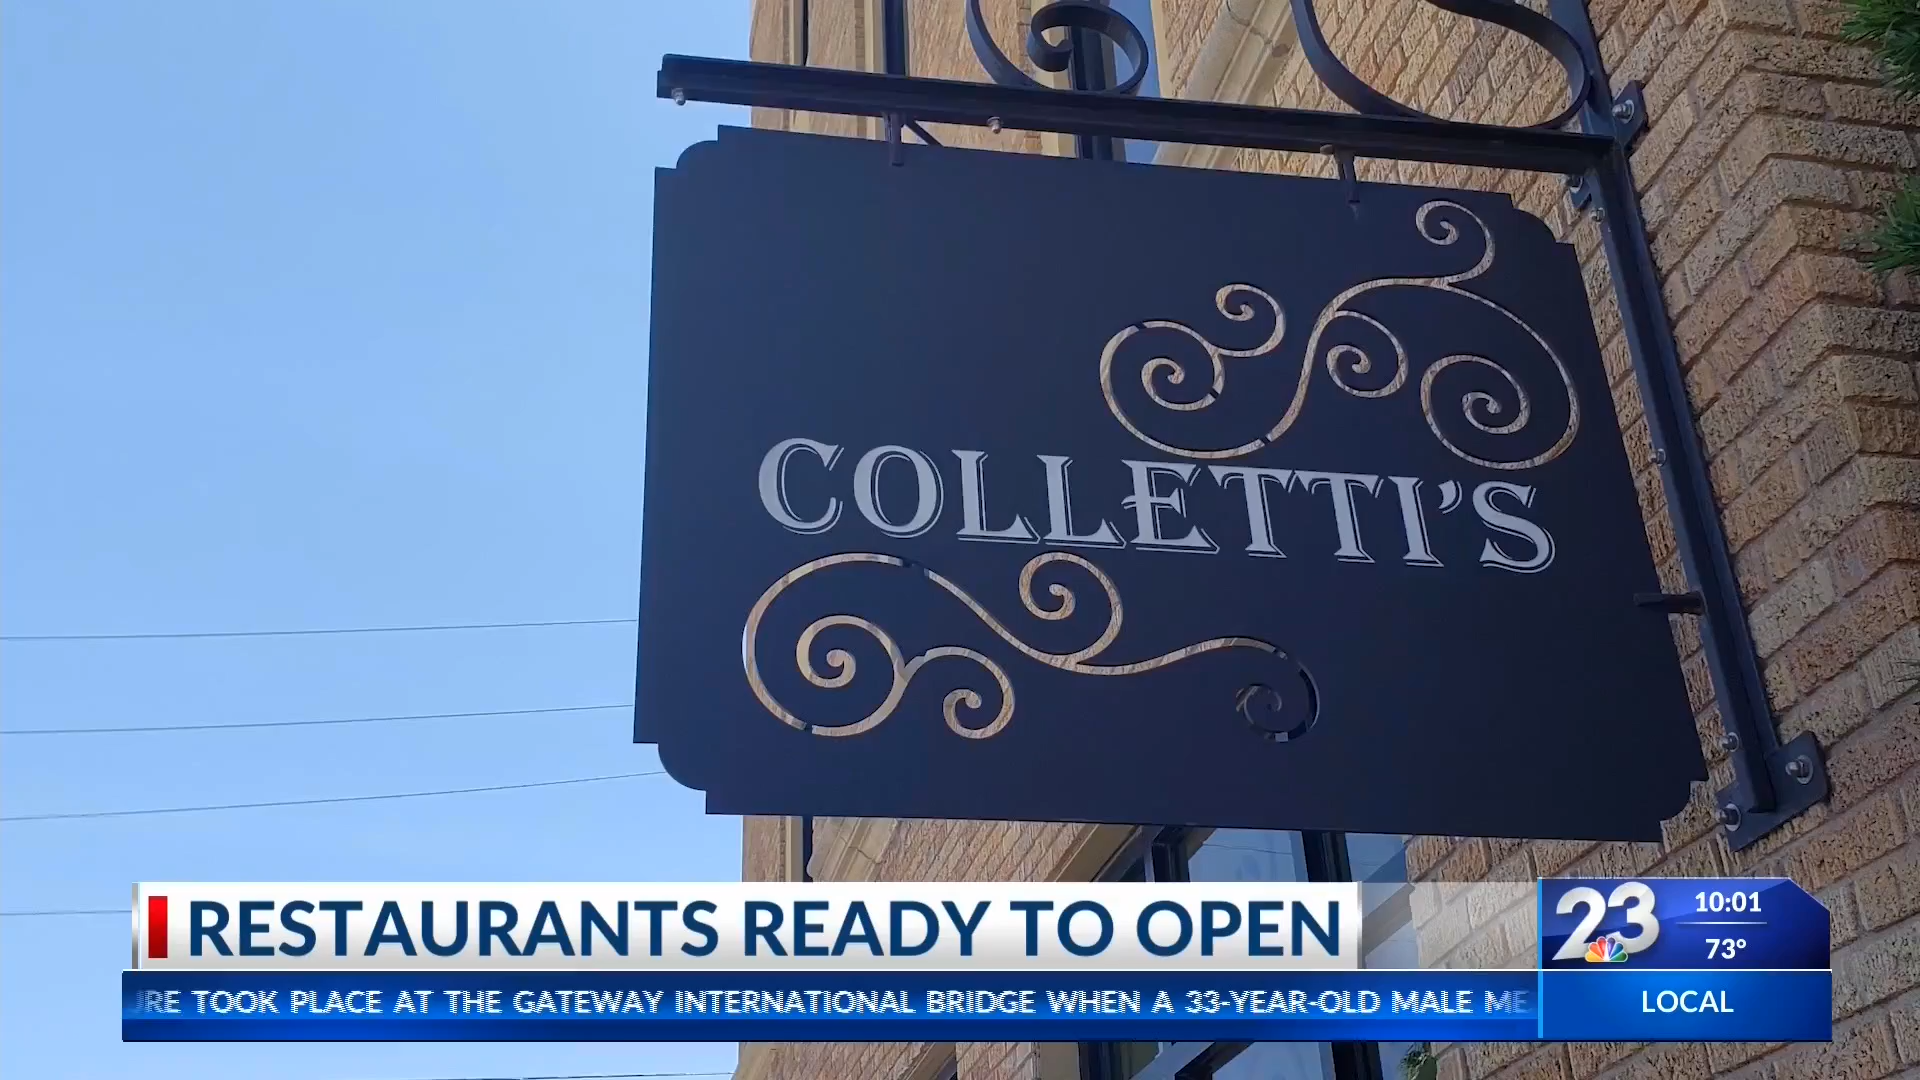 COLLETTI'S
RESTAURANTS READY TO OPEN
23
10:01
73°
TOOK PLACE AT THE GATEWAY INTERNATIONAL BRIDGE WHEN A 33-YEAR-OLD MALE
LOCAL